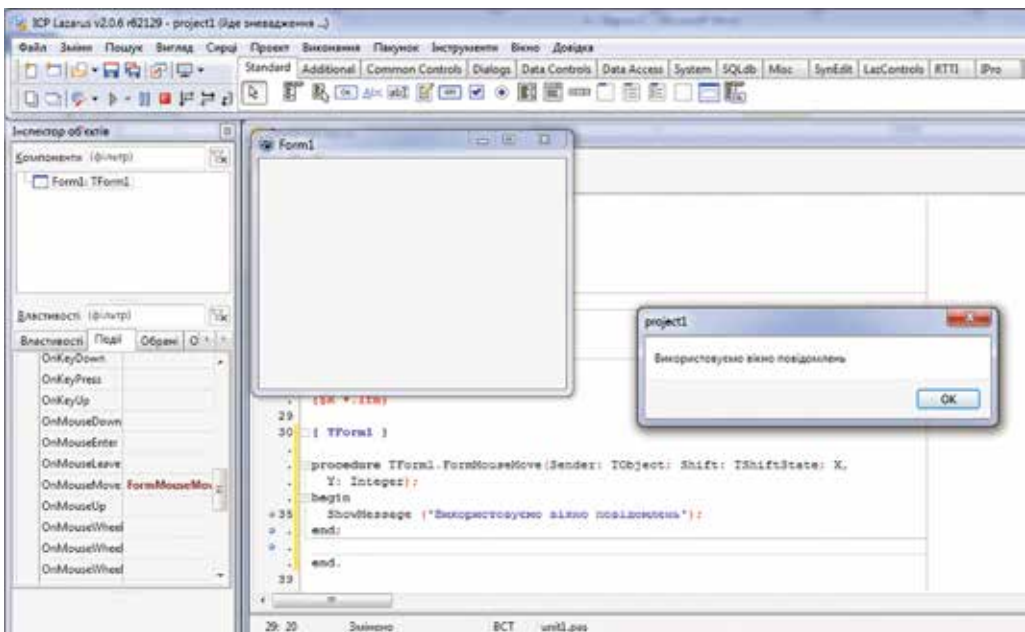 ІСР Lazarus v2.0.6 r62129 - project1 (йде зневадження ...)
Файл Зміни Пошук Вигляд Сирці Проект Виконання Пакунок Інструменти Вікно Довідка
Standard Additional Common Controls Dialogs Data Controls Data Access System SQLdb Misc SynEdit LazControls RTTI IPro
Інспектор об'єктів
Компоненти (фільтр)
Form1: TForm1
Властивості (фільтр)
Властивості Події Обрані О
OnKeyDown
OnKeyPress
OnKeyUp
OnMouseDown
OnMouseEnter
OnMouseLeave
OnMouseMove FormMouseMov
OnMouseUp
OnMouseWheel
OnMouseWheel
OnMouseWheel
Form1
project1
Використовуємо вікно повідомлень
OK
{$R *.lfm}
29
30 { TForm1 }
procedure TForm1.FormMouseMove(Sender: TObject; Shift: TShiftState; X,
Y: Integer);
begin
35 ShowMessage ('Використовуємо вікно повідомлень');
end;
end.
39
29: 20 Змінено ВСТ unit1.pas